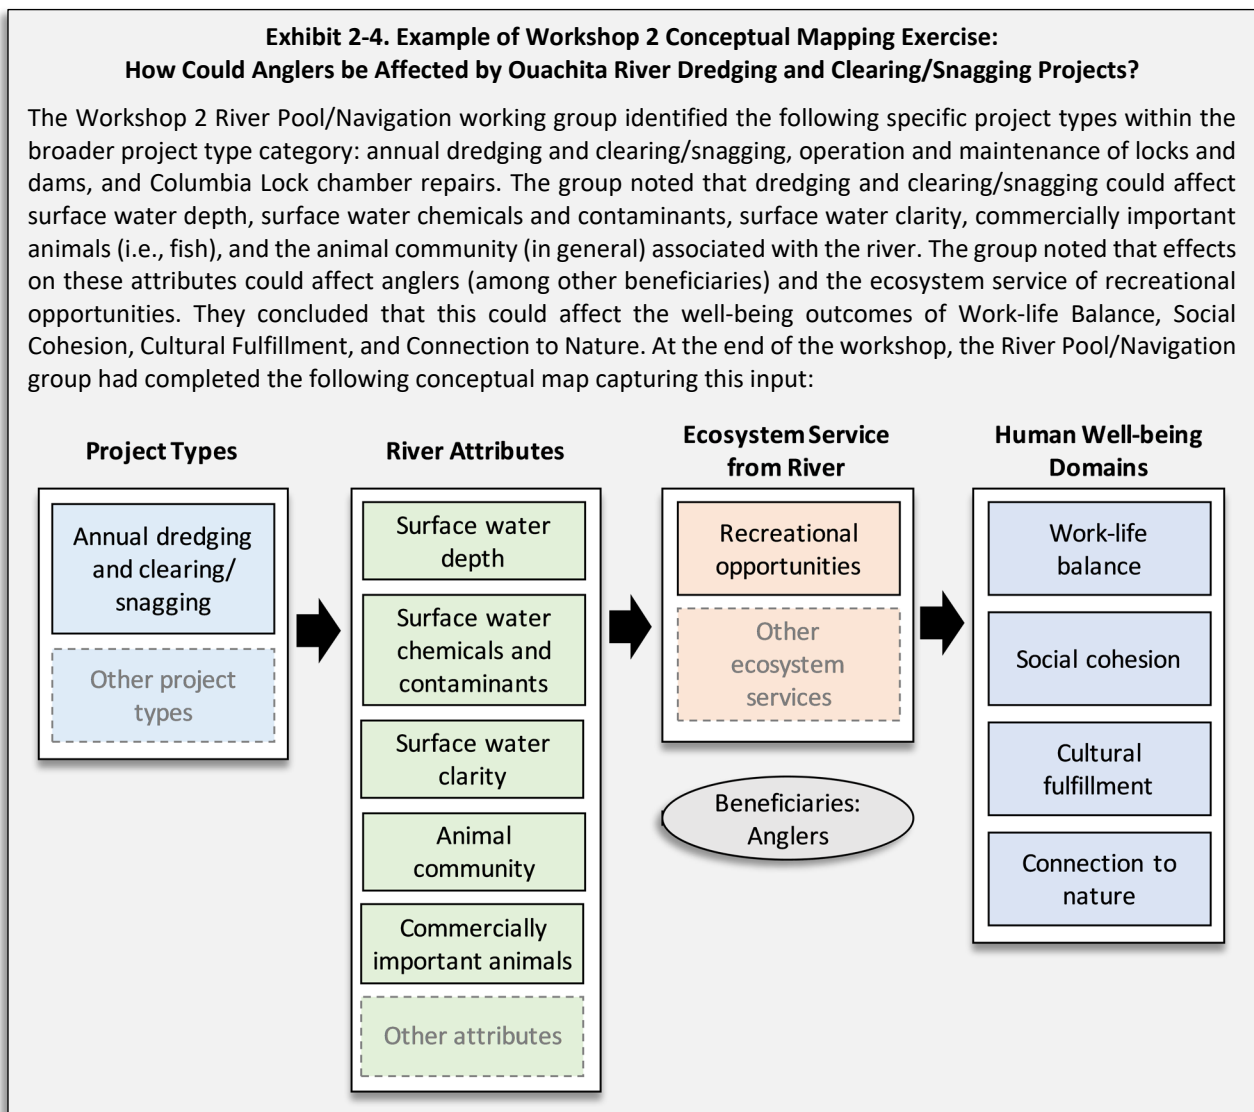 Exhibit 2-4. Example of Workshop 2 Conceptual Mapping Exercise:
How Could Anglers be Affected by Ouachita River Dredging and Clearing/Snagging Projects?
The Workshop 2 River Pool/Navigation working group identified the following specific project types within the
broader project type category: annual dredging and clearing/snagging, operation and maintenance of locks and
dams, and Columbia Lock chamber repairs. The group noted that dredging and clearing/snagging could affect
surface water depth, surface water chemicals and contaminants, surface water clarity, commercially important
animals (i.e., fish), and the animal community (in general) associated with the river. The group noted that effects
on these attributes could affect anglers (among other beneficiaries) and the ecosystem service of recreational
opportunities. They concluded that this could affect the well-being outcomes of Work-life Balance, Social
Cohesion, Cultural Fulfillment, and Connection to Nature. At the end of the workshop, the River Pool/Navigation
group had completed the following conceptual map capturing this input:
Project Types
Annual dredging
and clearing/
snagging
Other project
types
River Attributes
Surface water
depth
Surface water
chemicals and
contaminants
Surface water
clarity
Animal
community
Commercially
important animals
Other attributes
Ecosystem Service
from River
Recreational
opportunities
Other
ecosystem
services
Beneficiaries:
Anglers
Human Well-being
Domains
Work-life
balance
Social cohesion
Cultural
fulfillment
Connection to
nature